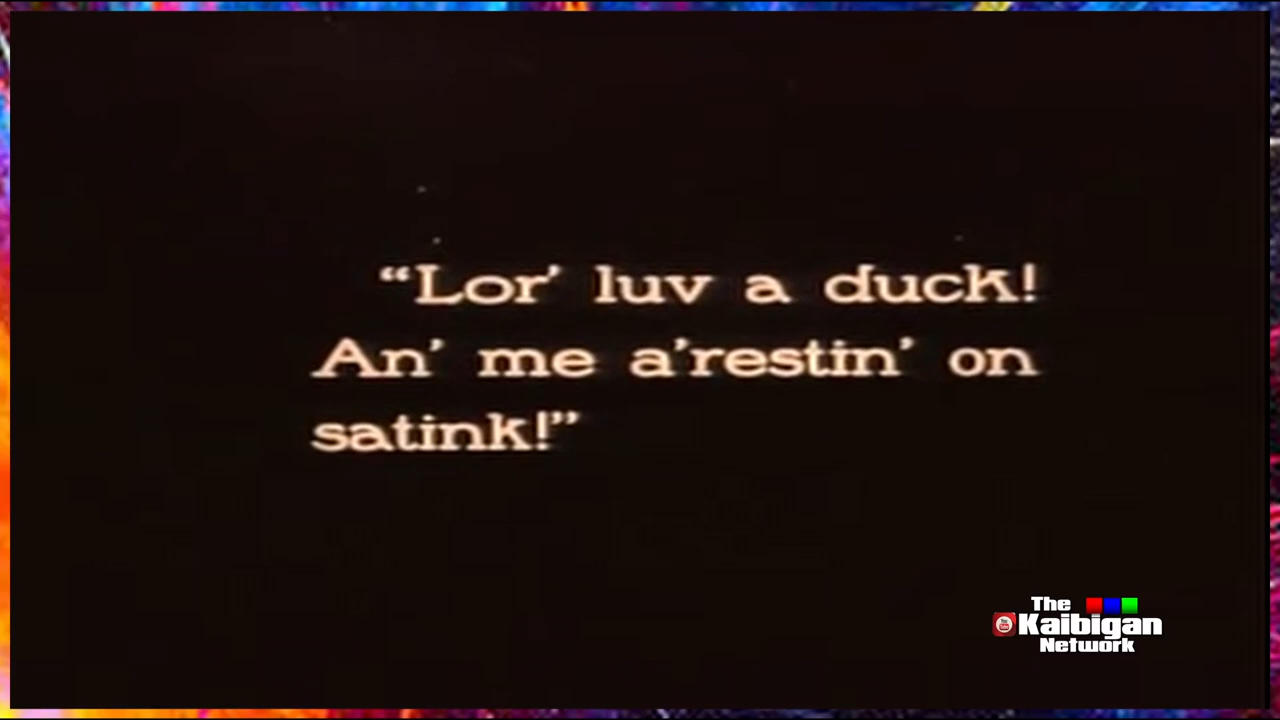 “Lor’ luv a duck!
An’ me a’restin’ on
satink!”
The
Kaibigan
Network